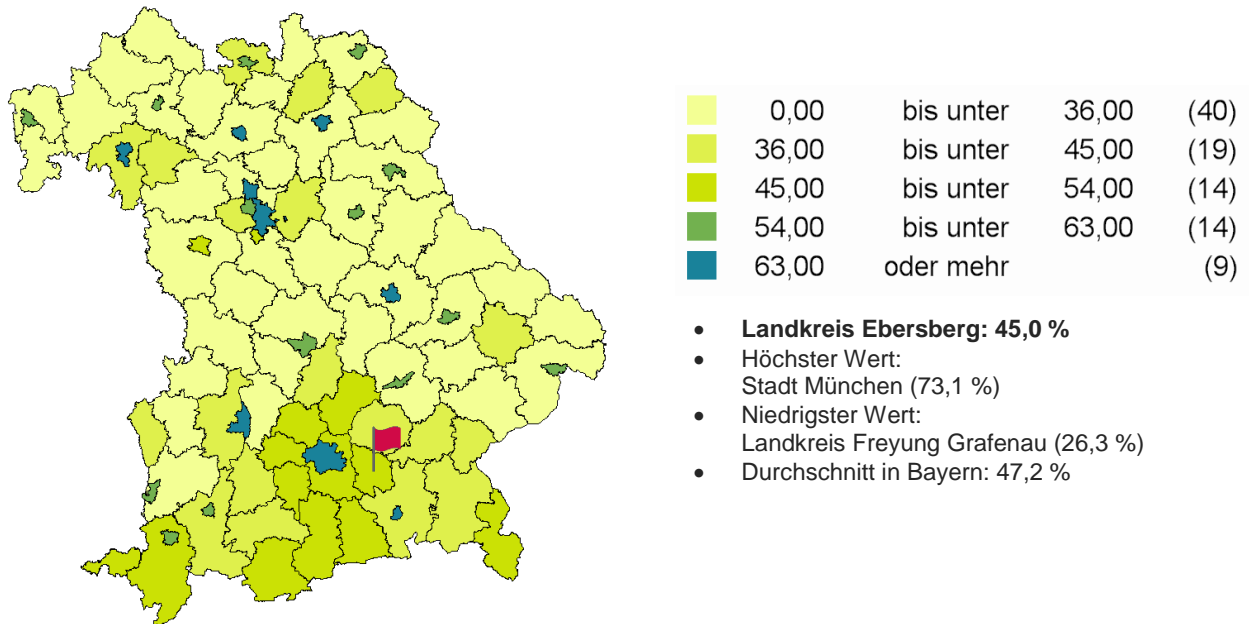 0,00 bis unter 36,00 (40)
36,00 bis unter 45,00 (19)
45,00 bis unter 54,00 (14)
54,00 bis unter 63,00 (14)
63,00 oder mehr (9)
• Landkreis Ebersberg: 45,0 %
• Höchster Wert:
Stadt München (73,1 %)
• Niedrigster Wert:
Landkreis Freyung Grafenau (26,3 %)
• Durchschnitt in Bayern: 47,2 %